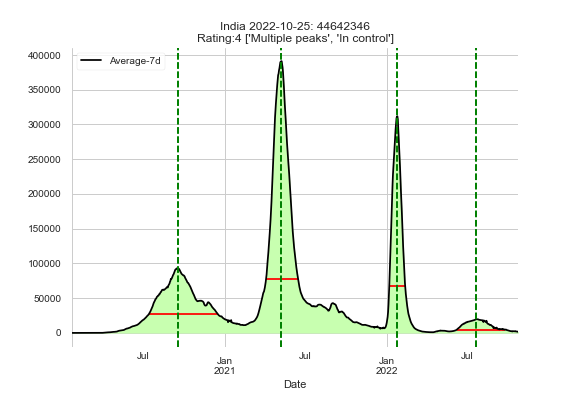 India 2022-10-25: 44642346
Rating:4 ['Multiple peaks', 'In control']
400000
350000
300000
250000
200000
150000
100000
50000
0
Average-7d
Jul
Jan
2021
Jul
Jan
2022
Jul
Date